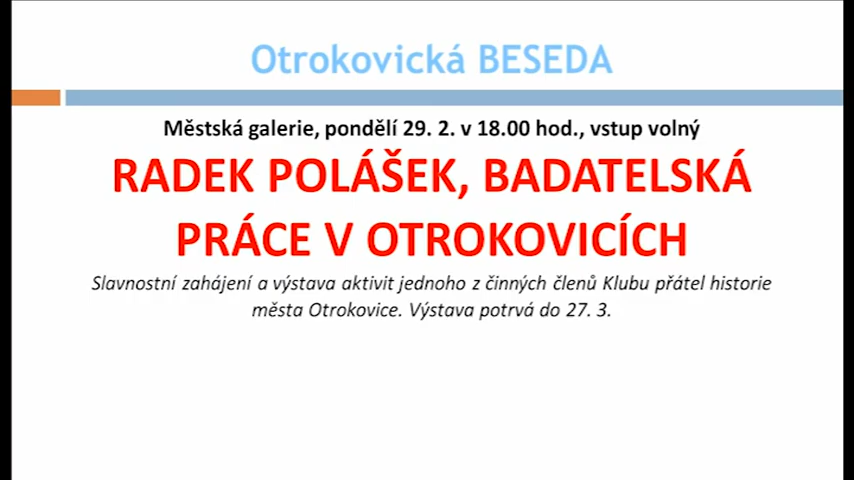 Otrokovická BESEDA
Městská galerie, pondělí 29. 2. v 18.00 hod., vstup volný
RADEK POLÁŠEK, BADATELSKÁ
PRÁCE V OTROKOVICÍCH
Slavnostní zahájení a výstava aktivit jednoho z činných členů Klubu přátel historie
města Otrokovice. Výstava potrvá do 27. 3.